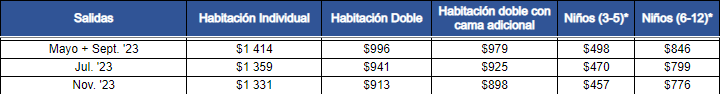 Salidas Habitación Individual Habitación Doble Habitación doble con cama adicional Niños (3-5)* Niños (6-12)*
Mayo + Sept. '23 $1 414 $996 $979 $498 $846
Jul. '23 $1 359 $941 $925 $470 $799
Nov. '23 $1 331 $913 $898 $457 $776